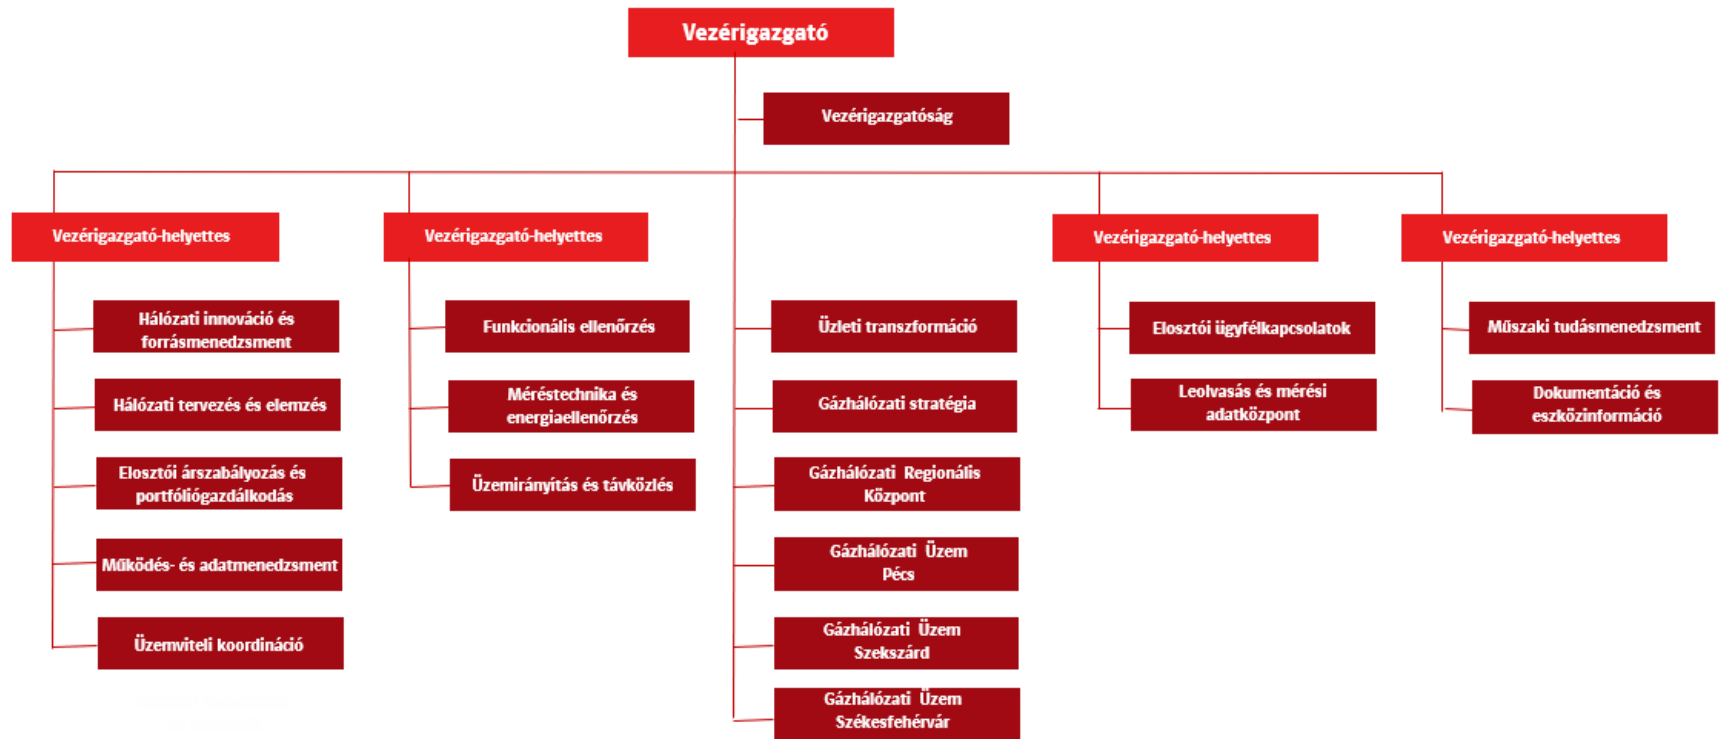 Vezérigazgató
Vezérigazgatóság
Vezérigazgató-helyettes
Hálózati innováció és
forrásmenedzsment
Hálózati tervezés és elemzés
Elosztói árszabályozás és
portfóliógazdálkodás
Működés- és adatmenedzsment
Üzemviteli koordináció
Vezérigazgató-helyettes
Funkcionális ellenőrzés
Méréstechnika és
energiaellenőrzés
Üzemirányítás és távközlés
Üzleti transzformáció
Gázhálózati stratégia
Gázhálózati Regionális
Központ
Gázhálózati Üzem
Pécs
Gázhálózati Üzem
Szekszárd
Gázhálózati Üzem
Székesfehérvár
Vezérigazgató-helyettes
Elosztói ügyfélkapcsolatok
Leolvasás és mérési
adatközpont
Vezérigazgató-helyettes
Műszaki tudásmenedzsment
Dokumentáció és
eszközinformáció